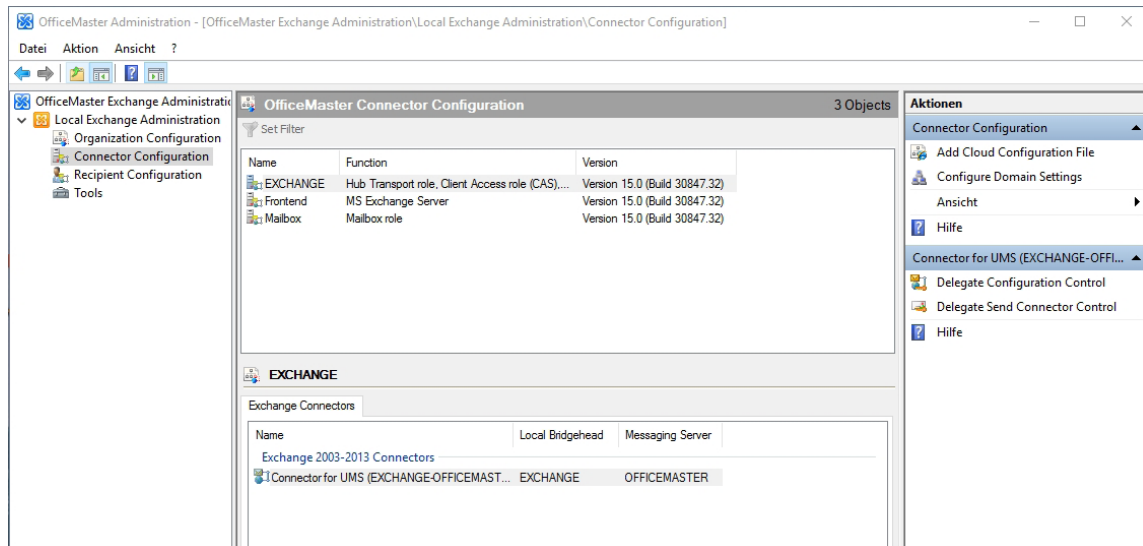 OfficeMaster Administration - [OfficeMaster Exchange Administration\Local Exchange Administration\Connector Configuration]
Datei Aktion Ansicht ?
OfficeMaster Exchange Administratic
Local Exchange Administration
Organization Configuration
Connector Configuration
Recipient Configuration
Tools
OfficeMaster Connector Configuration 3 Objects
Set Filter
Name Function Version
EXCHANGE Hub Transport role, Client Access role (CAS),... Version 15.0 (Build 30847.32)
Frontend MS Exchange Server Version 15.0 (Build 30847.32)
Mailbox Mailbox role Version 15.0 (Build 30847.32)
EXCHANGE
Exchange Connectors
Name Local Bridgehead Messaging Server
Exchange 2003-2013 Connectors
Connector for UMS (EXCHANGE-OFFICEMAST... EXCHANGE OFFICEMASTER
Aktionen
Connector Configuration
Add Cloud Configuration File
Configure Domain Settings
Ansicht
Hilfe
Connector for UMS (EXCHANGE-OFFI...
Delegate Configuration Control
Delegate Send Connector Control
Hilfe